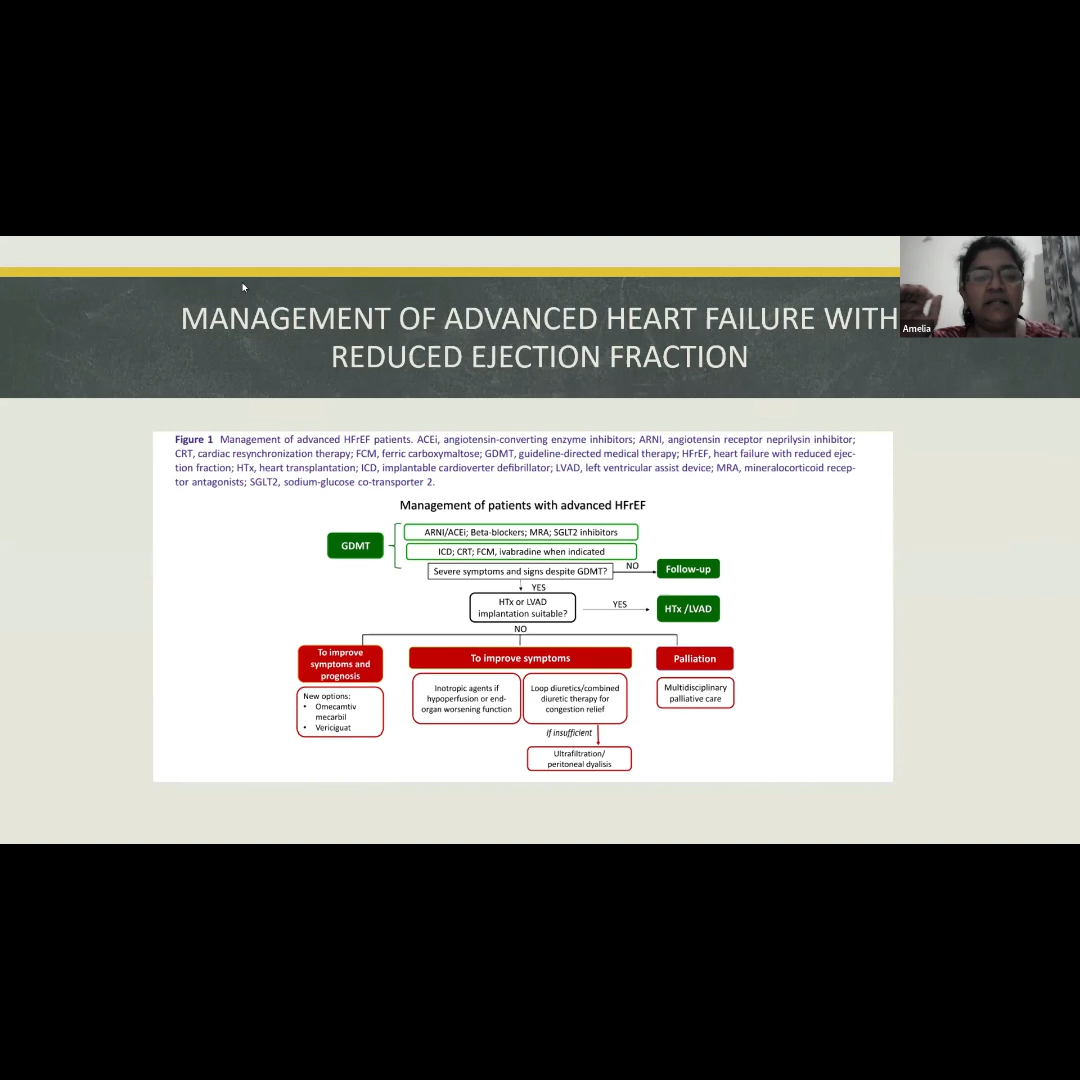 Amelia
MANAGEMENT OF ADVANCED HEART FAILURE WITH
REDUCED EJECTION FRACTION
Figure 1 Management of advanced HFrEF patients. ACEi, angiotensin-converting enzyme inhibitors; ARNI, angiotensin receptor neprilysin inhibitor;
CRT, cardiac resynchronization therapy; FCM, ferric carboxymaltose; GDMT, guideline-directed medical therapy; HFrEF, heart failure with reduced ejec-
tion fraction; HTx, heart transplantation; ICD, implantable cardioverter defibrillator; LVAD, left ventricular assist device; MRA, mineralocorticoid recep-
tor antagonists; SGLT2, sodium-glucose co-transporter 2.
Management of patients with advanced HFrEF
GDMT
ARNI/ACEi; Beta-blockers; MRA; SGLT2 inhibitors
ICD; CRT; FCM, ivabradine when indicated
Severe symptoms and signs despite GDMT?
NO
Follow-up
YES
HTx or LVAD
implantation suitable?
YES
HTx /LVAD
NO
To improve
symptoms and
prognosis
New options:
• Omecamtiv
mecarbil
• Vericiguat
To improve symptoms
Inotropic agents if
hypoperfusion or end-
organ worsening function
Loop diuretics/combined
diuretic therapy for
congestion relief
If insufficient
Ultrafiltration/
peritoneal dyalisis
Palliation
Multidisciplinary
palliative care